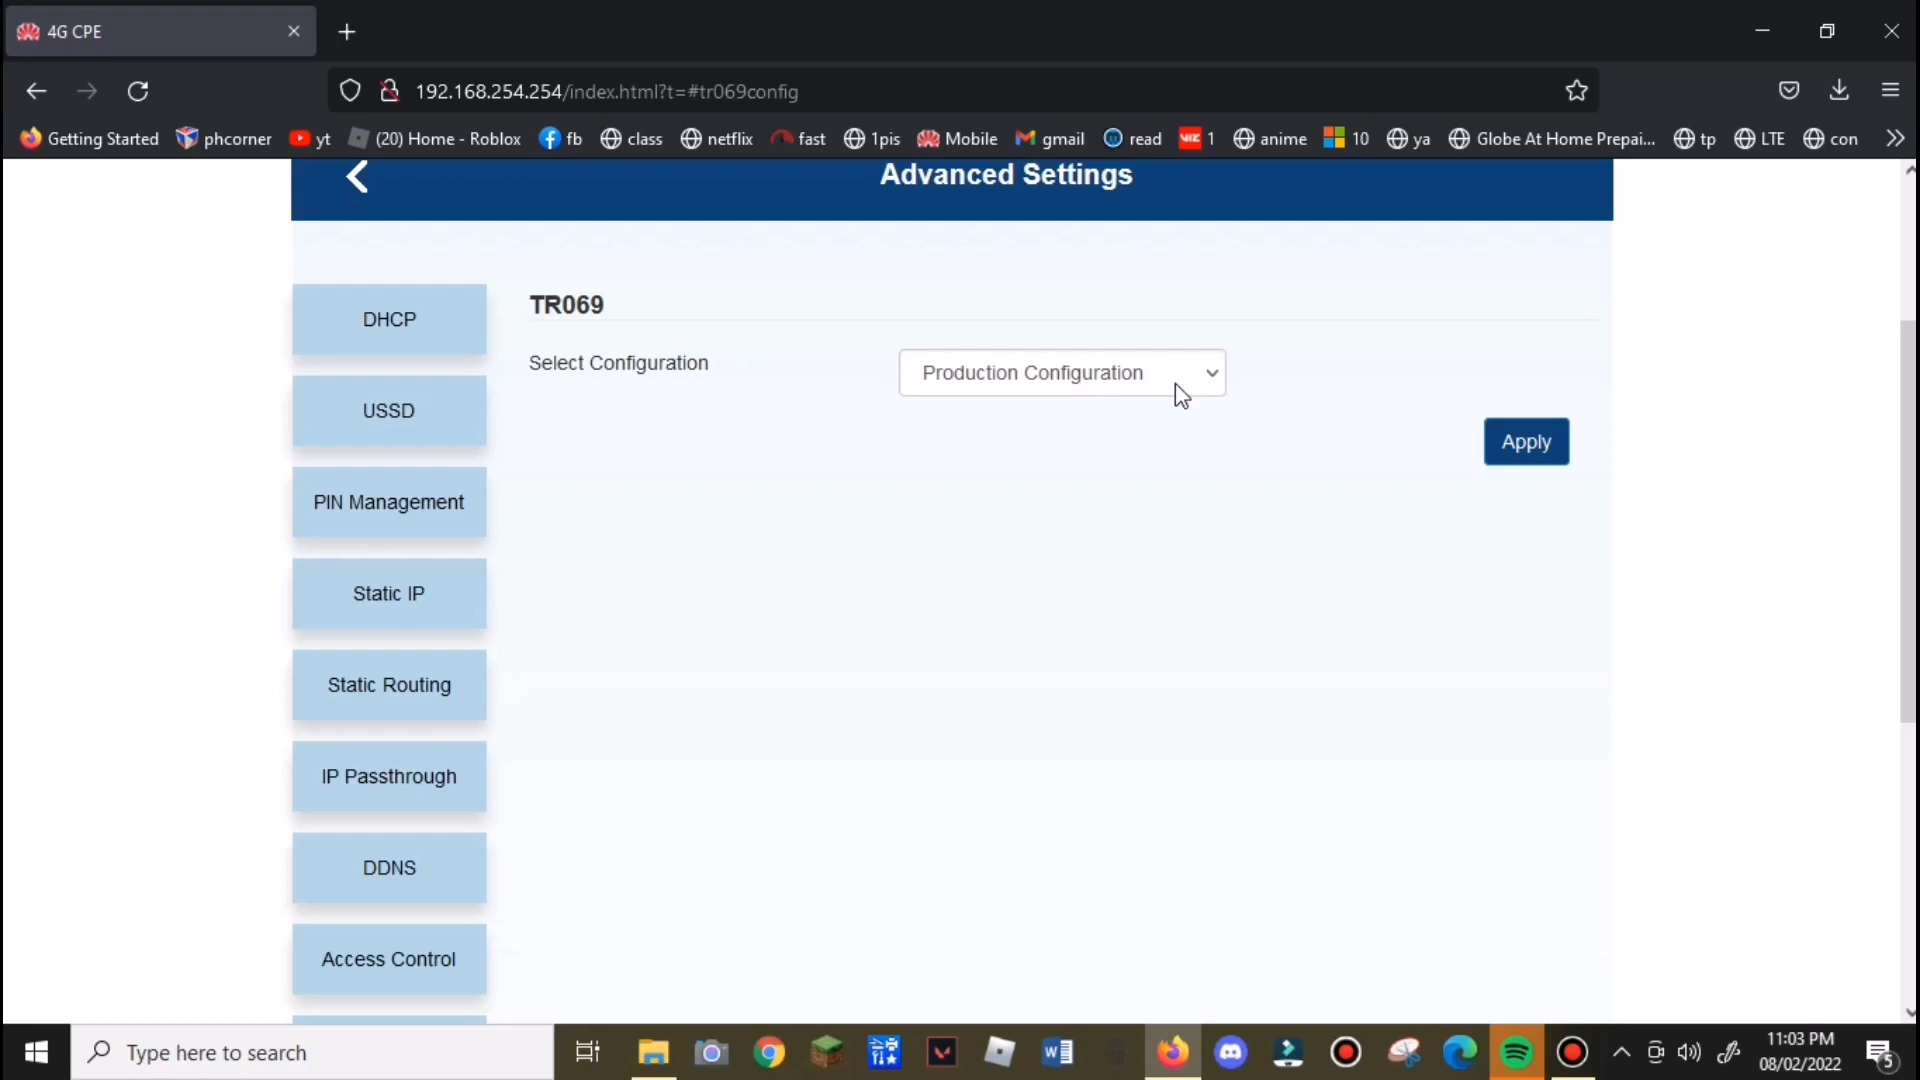 4G CPE
192.168.254.254/index.html?t=#tr069config
Getting Started phcorner yt (20) Home - Roblox fb class netflix fast 1pis Mobile gmail read VIZ 1 anime 10 ya Globe At Home Prepai... tp LTE con
Advanced Settings
DHCP
USSD
PIN Management
Static IP
Static Routing
IP Passthrough
DDNS
Access Control
TR069
Select Configuration
Production Configuration
Apply
Type here to search
11:03 PM
08/02/2022
5